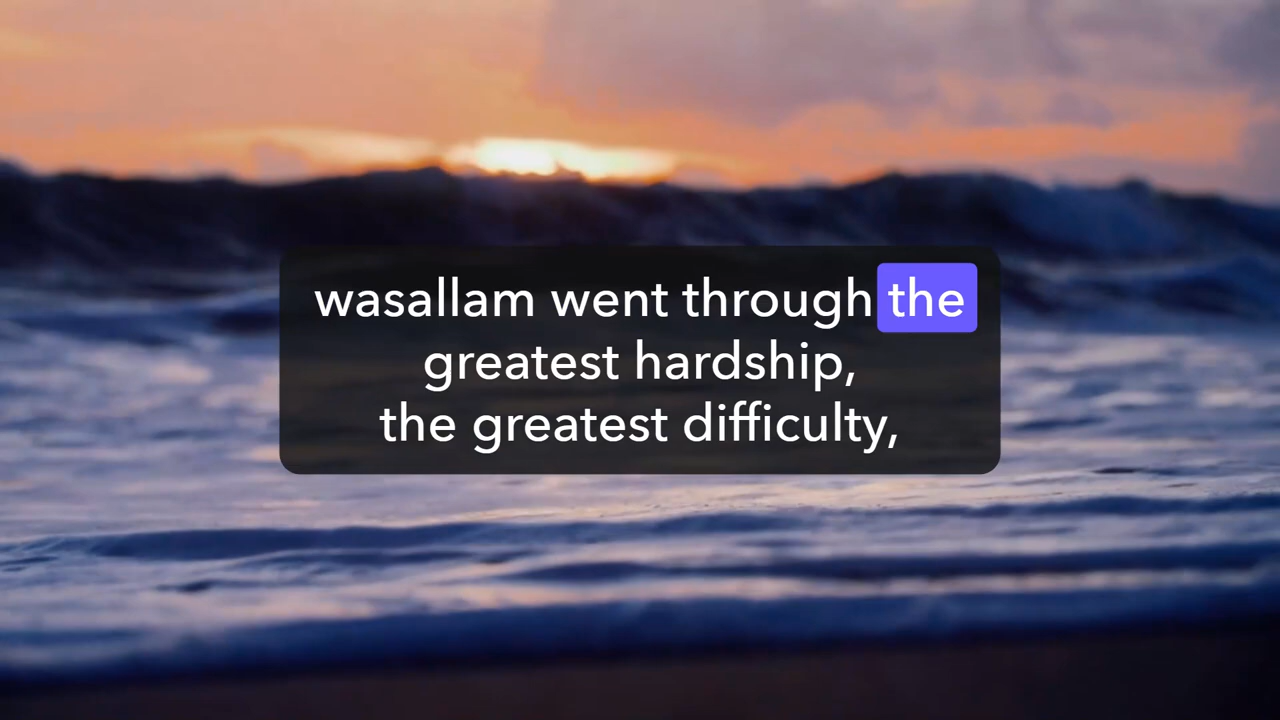 wasallam went through the
greatest hardship,
the greatest difficulty,